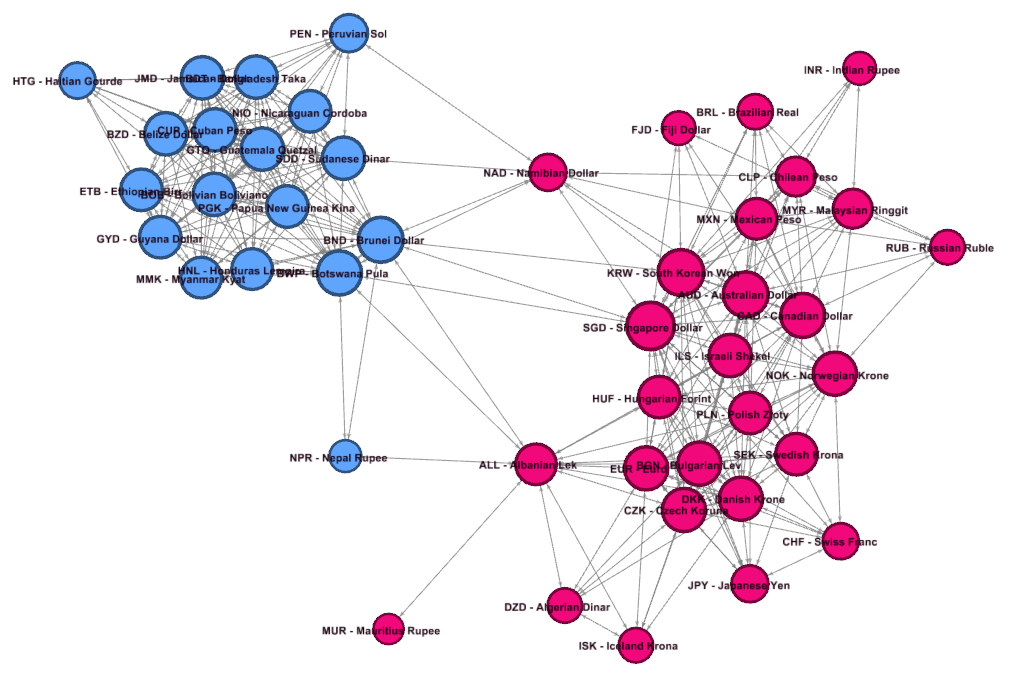 PEN - Peruvian Sol
HTG - Haitian Gourde
JMD -
Bangladesh Taka
NIO - Nicaraguan Cordoba
BZD - Belize Dollar
CUP - Cuban Peso
GTQ - Guatemala Quetzal
SDD - Sudanese Dinar
ETB - Ethiopian Birr
BOB - Bolivian Boliviano
PGK - Papua New Guinea Kina
GYD - Guyana Dollar
BND - Brunei Dollar
HNL - Honduras Lempira
BWP - Botswana Pula
MMK - Myanmar Kyat
NPR - Nepal Rupee
INR - Indian Rupee
BRL - Brazilian Real
FJD - Fiji Dollar
NAD - Namibian Dollar
CLP - Chilean Peso
MXN - Mexican Peso
MYR - Malaysian Ringgit
RUB - Russian Ruble
KRW - South Korean Won
AUD - Australian Dollar
CAD - Canadian Dollar
SGD - Singapore Dollar
ILS - Israeli Shekel
NOK - Norwegian Krone
HUF - Hungarian Forint
PLN - Polish Zloty
ALL - Albanian Lek
EUR - Euro
BGN - Bulgarian Lev
SEK - Swedish Krona
DKK - Danish Krone
CZK - Czech Koruna
CHF - Swiss Franc
JPY - Japanese Yen
DZD - Algerian Dinar
MUR - Mauritius Rupee
ISK - Iceland Krona